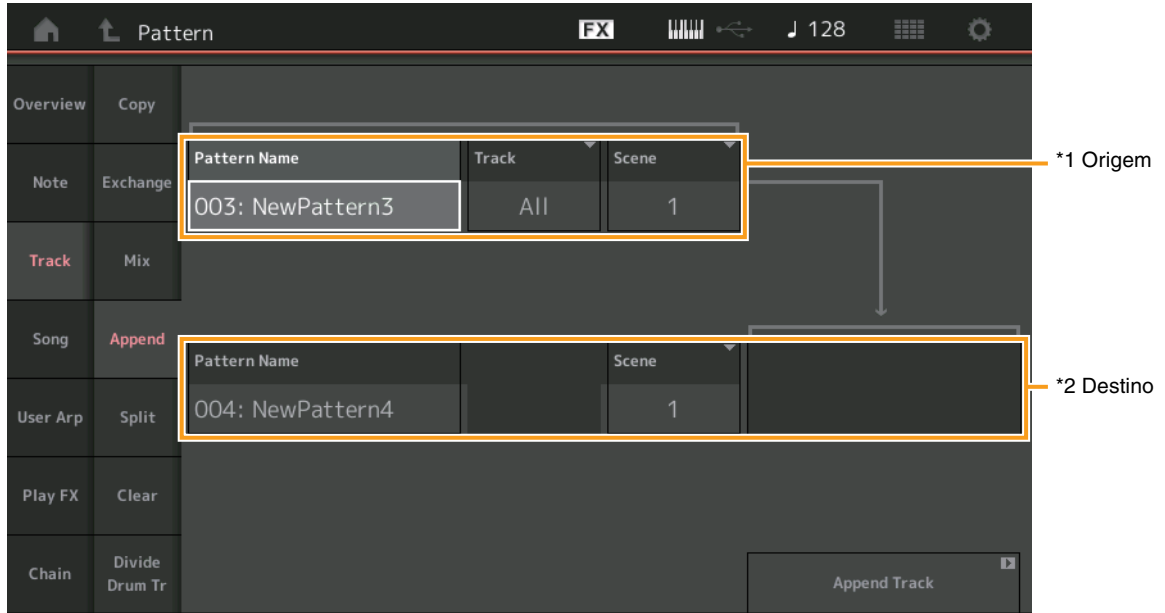 Pattern FX ♩ 128
Overview Copy
Pattern Name Track Scene
*1 Origem
Note Exchange
003: NewPattern3 All 1
Track Mix
Song Append
Pattern Name Scene
*2 Destino
User Arp Split
004: NewPattern4 1
Play FX Clear
Chain Divide
Drum Tr
Append Track